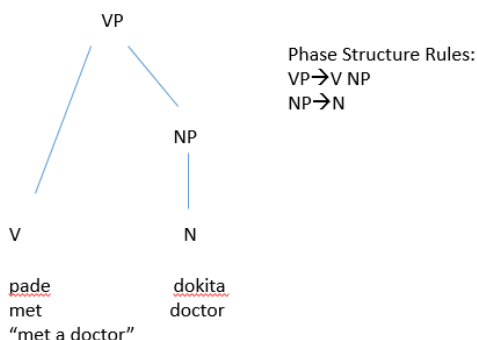 VP
Phase Structure Rules:
VP→V NP
NP→N
NP
V N
pade dokita
met doctor
“met a doctor”